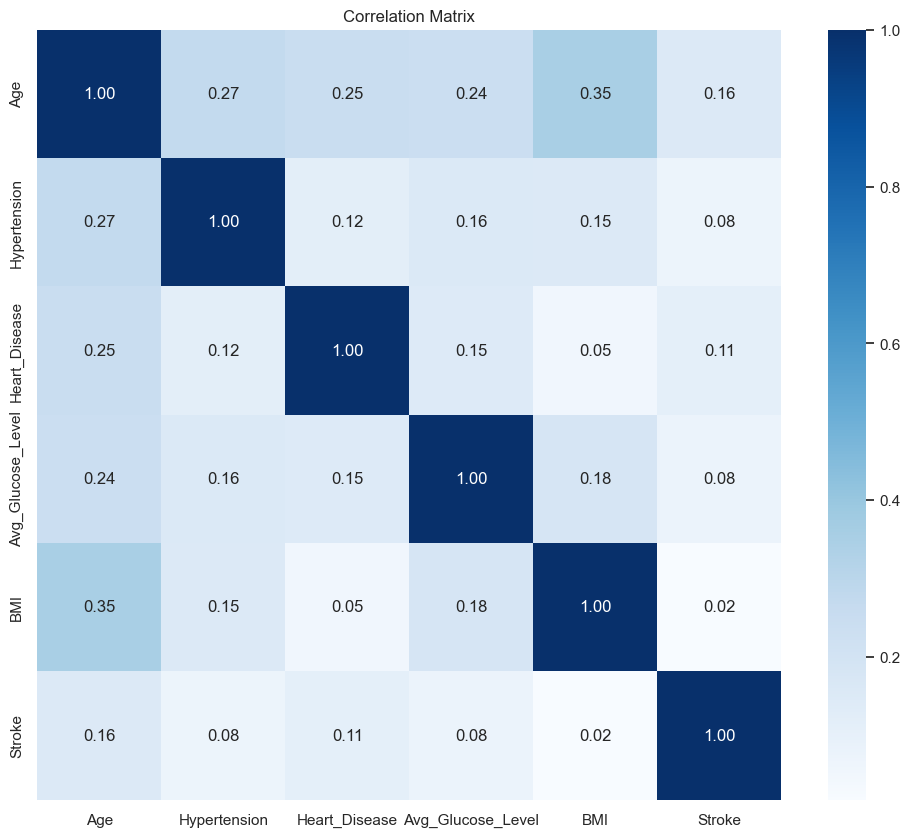 Correlation Matrix
Age 1.00 0.27 0.25 0.24 0.35 0.16
Hypertension 0.27 1.00 0.12 0.16 0.15 0.08
Heart_Disease 0.25 0.12 1.00 0.15 0.05 0.11
Avg_Glucose_Level 0.24 0.16 0.15 1.00 0.18 0.08
BMI 0.35 0.15 0.05 0.18 1.00 0.02
Stroke 0.16 0.08 0.11 0.08 0.02 1.00
Age Hypertension Heart_Disease Avg_Glucose_Level BMI Stroke
1.0
0.8
0.6
0.4
0.2